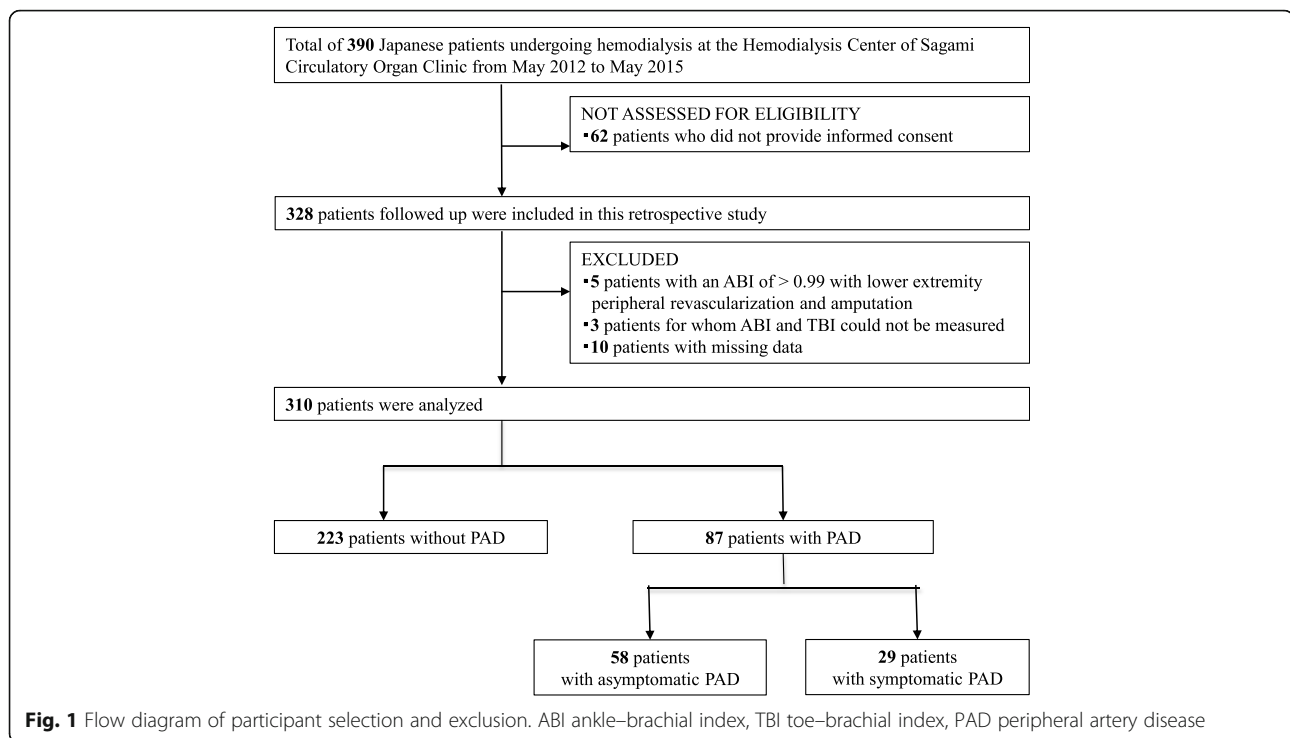 Total of 390 Japanese patients undergoing hemodialysis at the Hemodialysis Center of Sagami
Circulatory Organ Clinic from May 2012 to May 2015
NOT ASSESSED FOR ELIGIBILITY
▪62 patients who did not provide informed consent
328 patients followed up were included in this retrospective study
EXCLUDED
▪5 patients with an ABI of > 0.99 with lower extremity
peripheral revascularization and amputation
▪3 patients for whom ABI and TBI could not be measured
▪10 patients with missing data
310 patients were analyzed
223 patients without PAD
87 patients with PAD
58 patients
with asymptomatic PAD
29 patients
with symptomatic PAD
Fig. 1 Flow diagram of participant selection and exclusion. ABI ankle–brachial index, TBI toe–brachial index, PAD peripheral artery disease